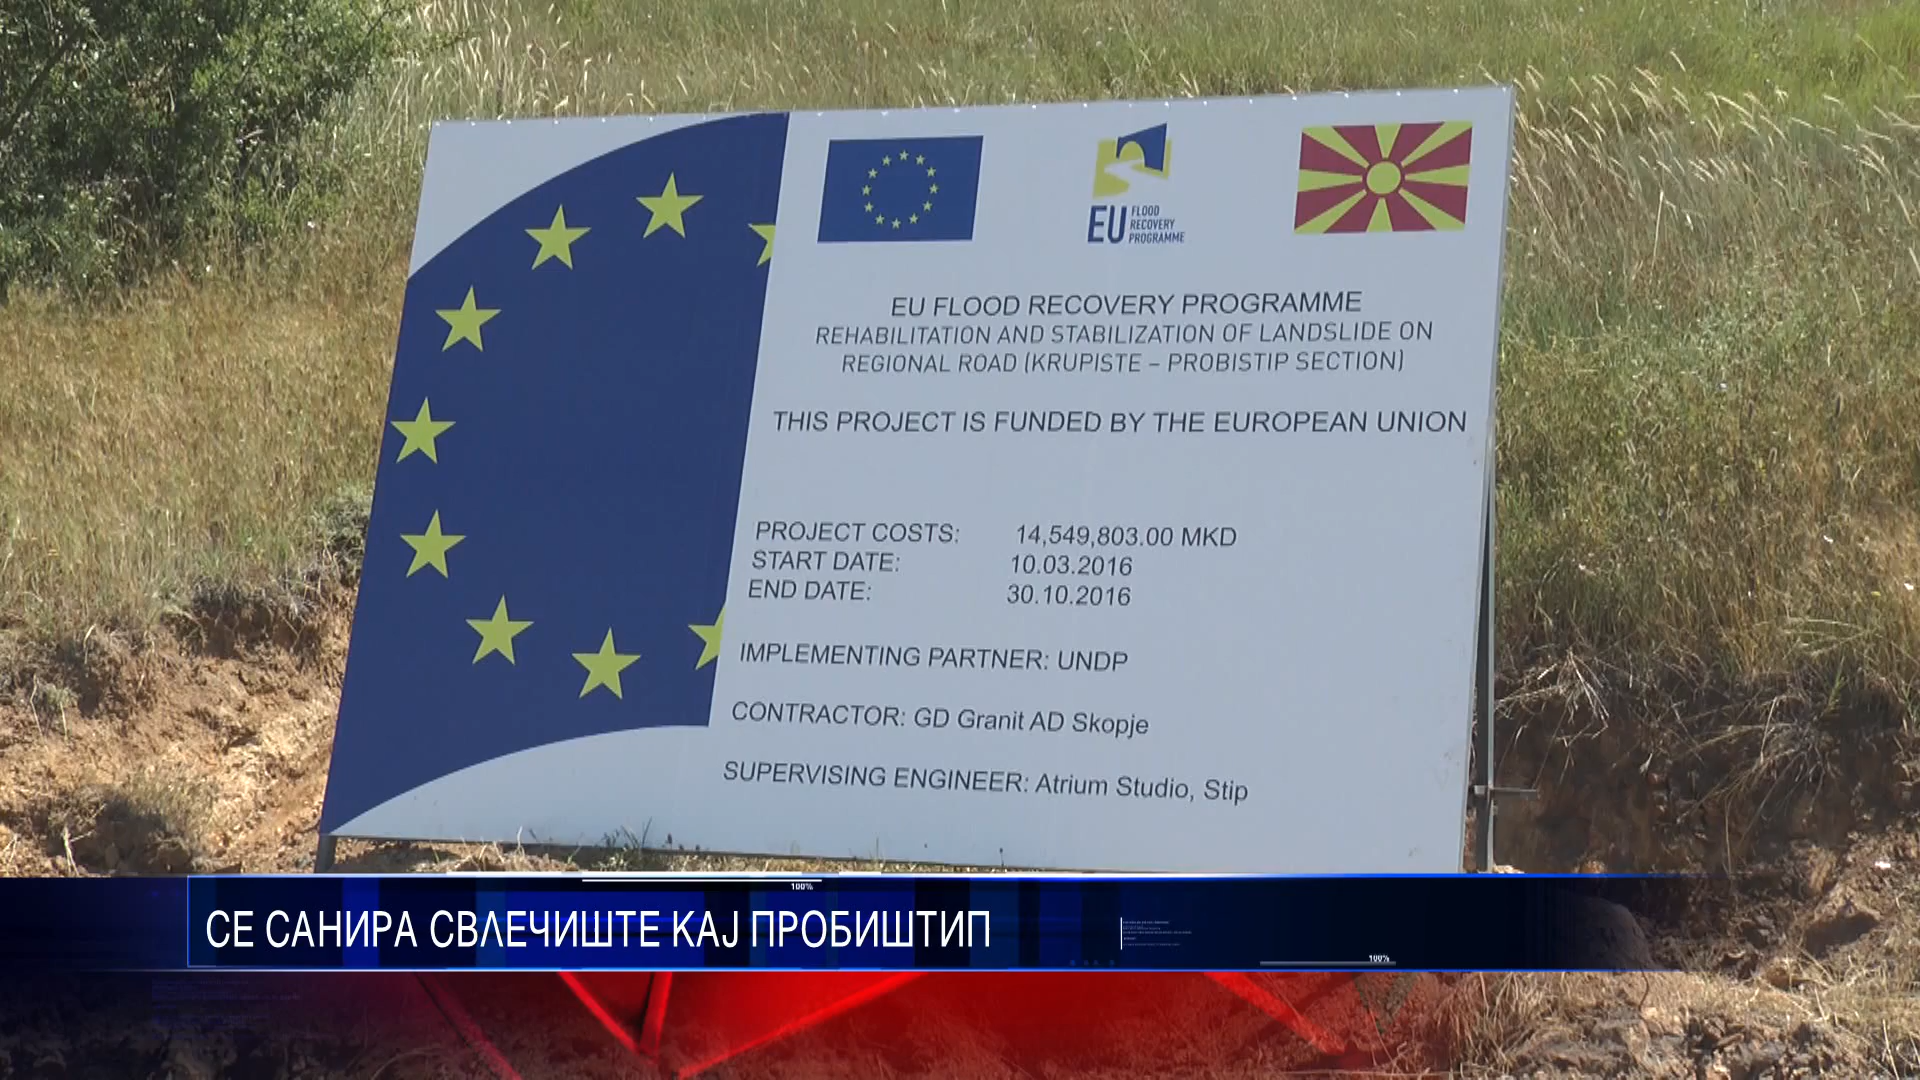 EU FLOOD
RECOVERY
PROGRAMME
EU FLOOD RECOVERY PROGRAMME
REHABILITATION AND STABILIZATION OF LANDSLIDE ON
REGIONAL ROAD (KRUPISTE – PROBISTIP SECTION)
THIS PROJECT IS FUNDED BY THE EUROPEAN UNION
PROJECT COSTS: 14,549,803.00 MKD
START DATE: 10.03.2016
END DATE: 30.10.2016
IMPLEMENTING PARTNER: UNDP
CONTRACTOR: GD Granit AD Skopje
SUPERVISING ENGINEER: Atrium Studio, Stip
100%
СЕ САНИРА СВЛЕЧИШТЕ КАЈ ПРОБИШТИП
100%